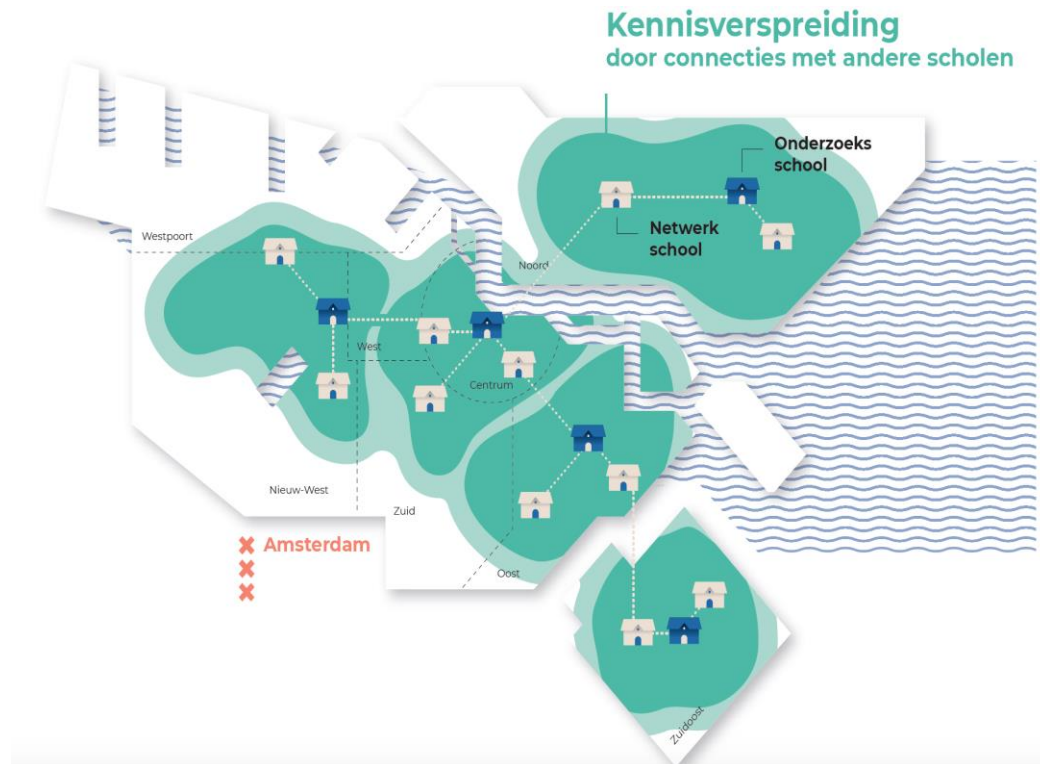 Kennisverspreiding
door connecties met andere scholen
Onderzoeks
school
Netwerk
school
Westpoort
Noord
West
Centrum
Nieuw-West
Zuid
Amsterdam
Oost
Zuidoost